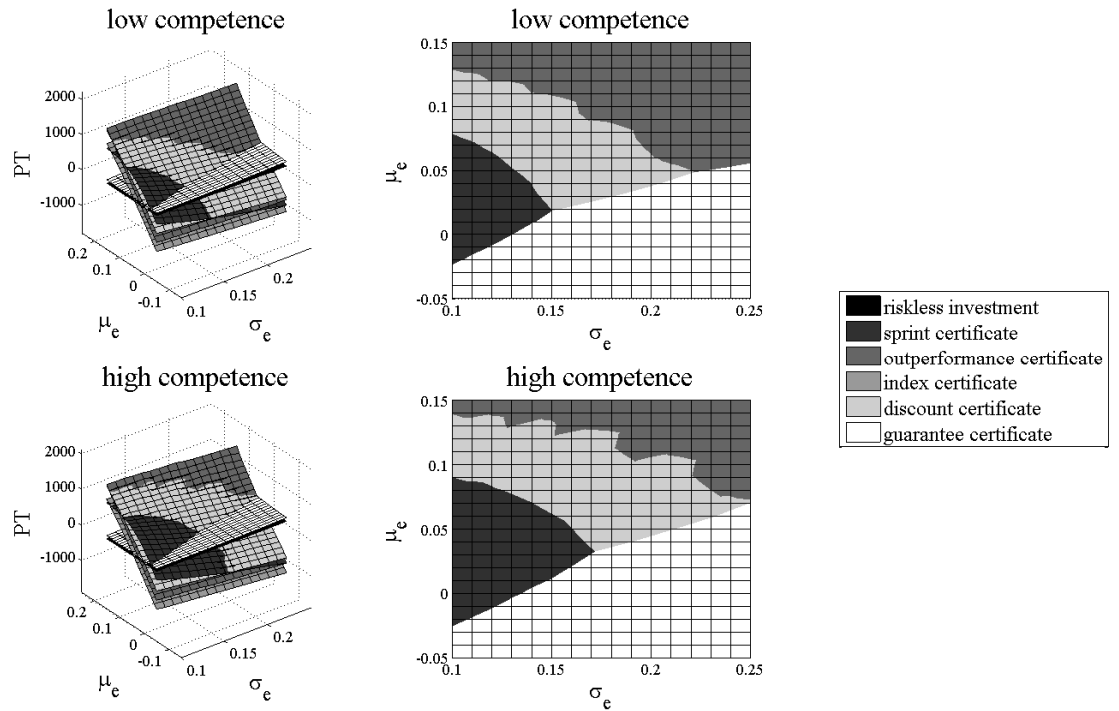 low competence
2000
1000
0
-1000
PT
0.2
0.1
0
-0.1
μe
0.1
0.15
0.2
σe
low competence
0.15
0.1
0.05
0
-0.05
μe
0.1
0.15
0.2
0.25
σe
riskless investment
sprint certificate
outperformance certificate
index certificate
discount certificate
guarantee certificate
high competence
2000
1000
0
-1000
PT
0.2
0.1
0
-0.1
μe
0.1
0.15
0.2
σe
high competence
0.15
0.1
0.05
0
-0.05
μe
0.1
0.15
0.2
0.25
σe